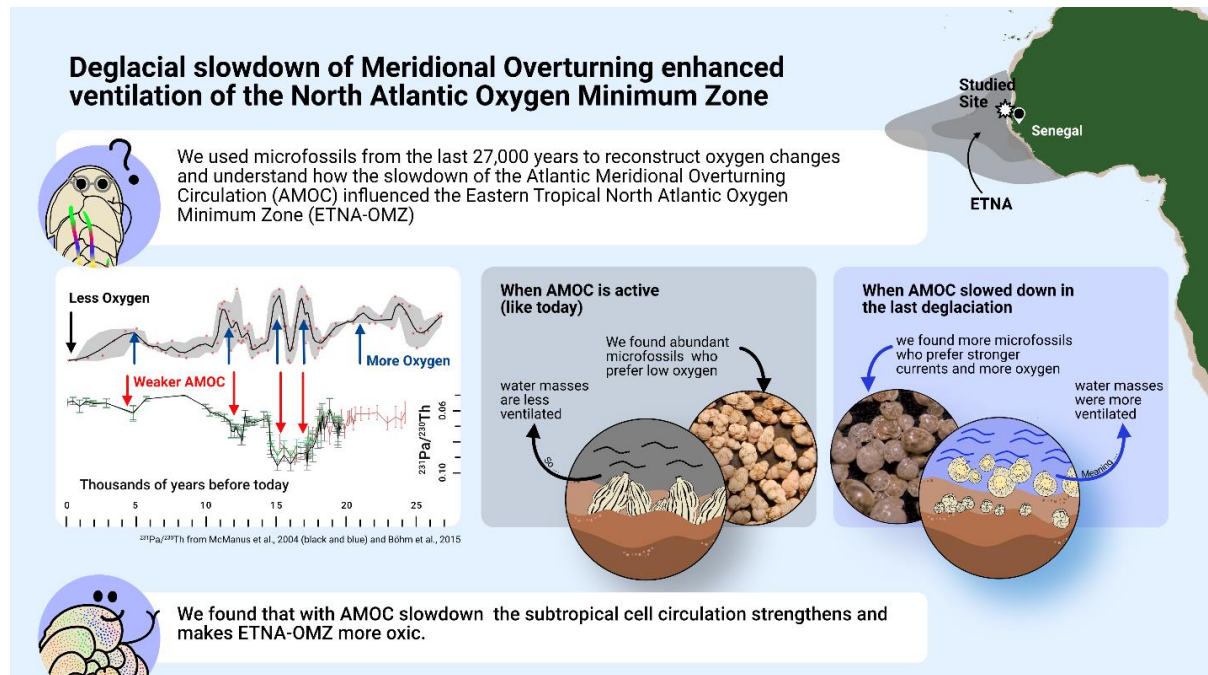 Deglacial slowdown of Meridional Overturning enhanced
ventilation of the North Atlantic Oxygen Minimum Zone
Studied
Site
Senegal
ETNA
?
We used microfossils from the last 27,000 years to reconstruct oxygen changes
and understand how the slowdown of the Atlantic Meridional Overturning
Circulation (AMOC) influenced the Eastern Tropical North Atlantic Oxygen
Minimum Zone (ETNA-OMZ)
Less Oxygen
More Oxygen
Weaker AMOC
0.06
0.10
²³¹Pa/²³⁰Th
Thousands of years before today
0 5 10 15 20 25
²³¹Pa/²³⁰Th from McManus et al., 2004 (black and blue) and Böhm et al., 2015
When AMOC is active
(like today)
We found abundant
microfossils who
prefer low oxygen
water masses
are less
ventilated
so
When AMOC slowed down in
the last deglaciation
we found more microfossils
who prefer stronger
currents and more oxygen
water masses
were more
ventilated
Meaning...
We found that with AMOC slowdown the subtropical cell circulation strengthens and
makes ETNA-OMZ more oxic.